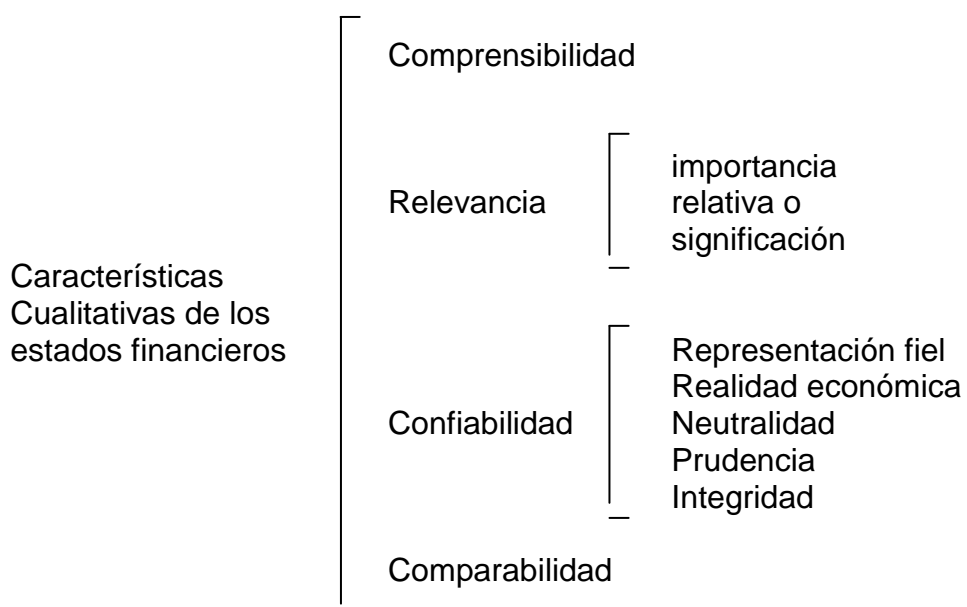 Características
Cualitativas de los
estados financieros
Comprensibilidad
Relevancia
importancia
relativa o
significación
Confiabilidad
Representación fiel
Realidad económica
Neutralidad
Prudencia
Integridad
Comparabilidad